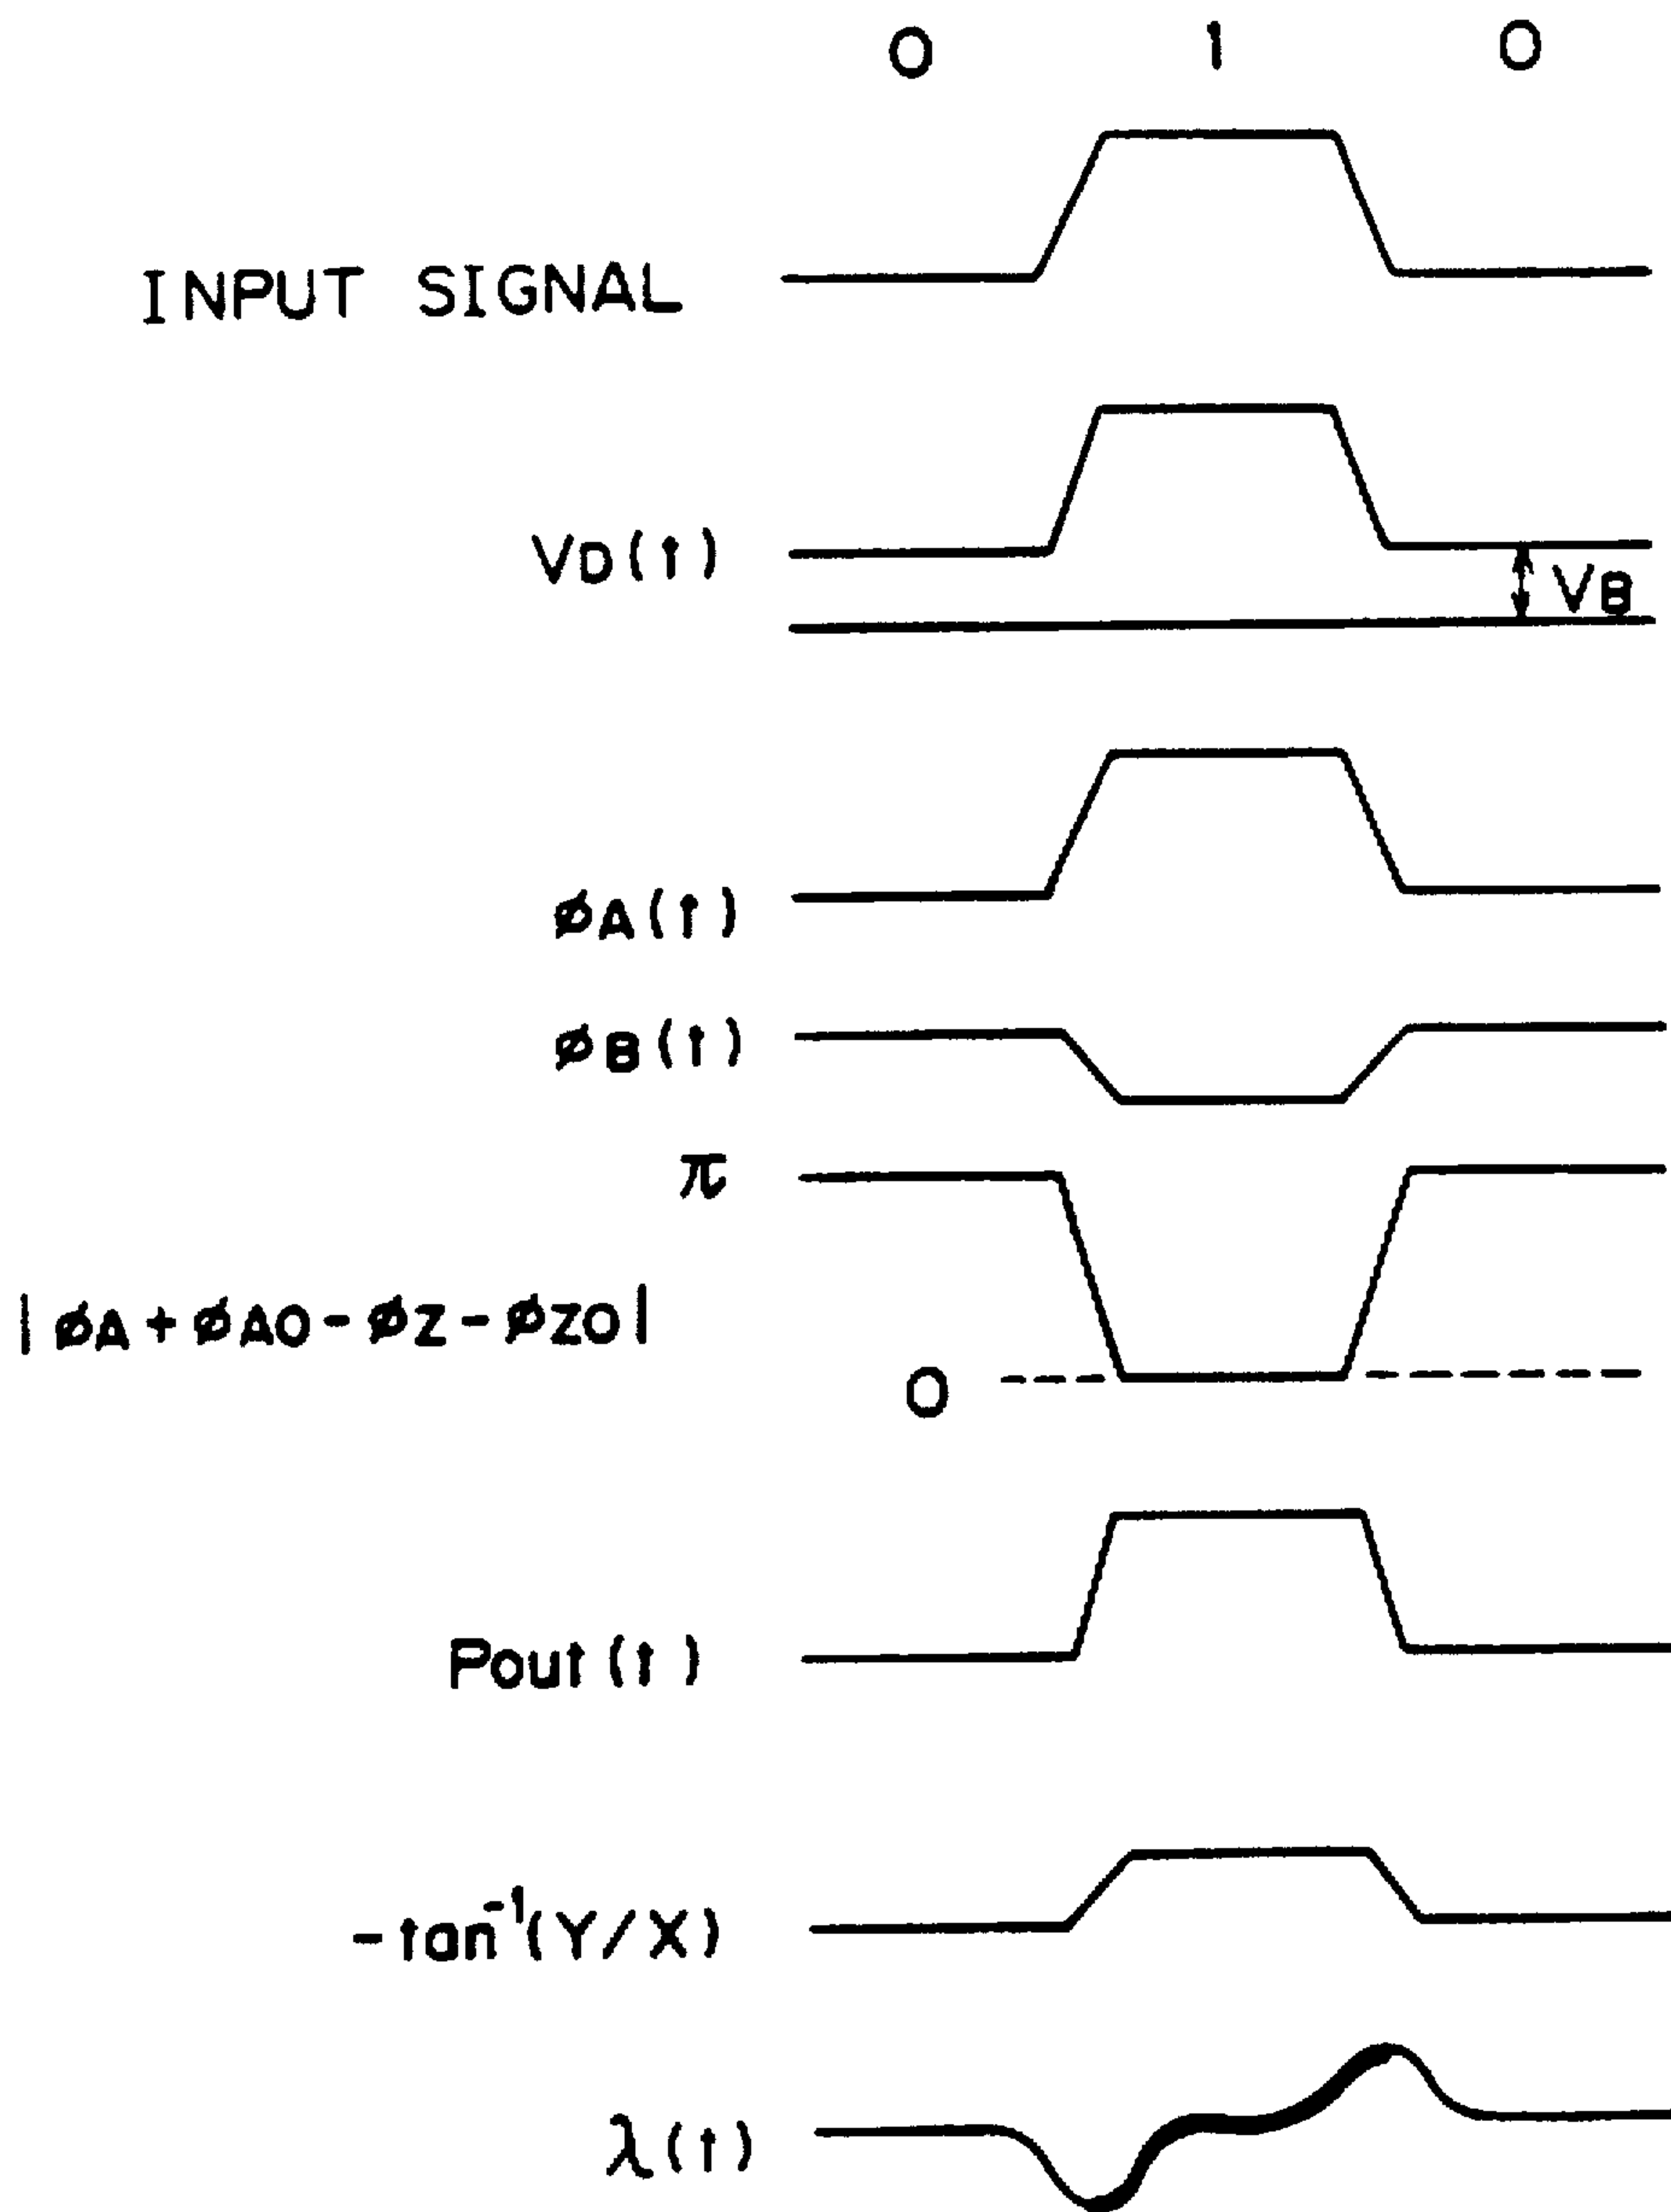 0 1 0
INPUT SIGNAL
VD(t)
VB
øA(t)
øB(t)
π
|øA+øAO-øZ-øZO|
0
Pout(t)
-tan⁻¹(Y/X)
λ(t)